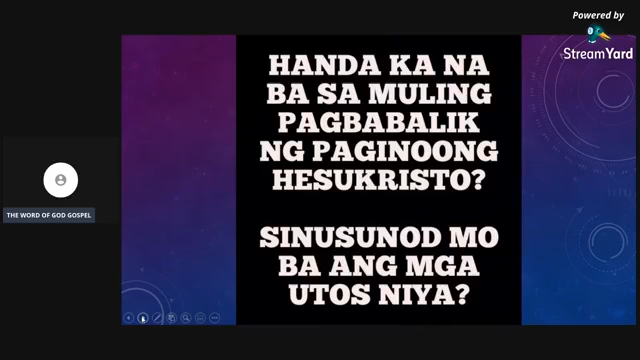 Powered by
StreamYard
HANDA KA NA
BA SA MULING
PAGBABALIK
NG PAGINOONG
HESUKRISTO?
SINUSUNOD MO
BA ANG MGA
UTOS NIYA?
THE WORD OF GOD GOSPEL